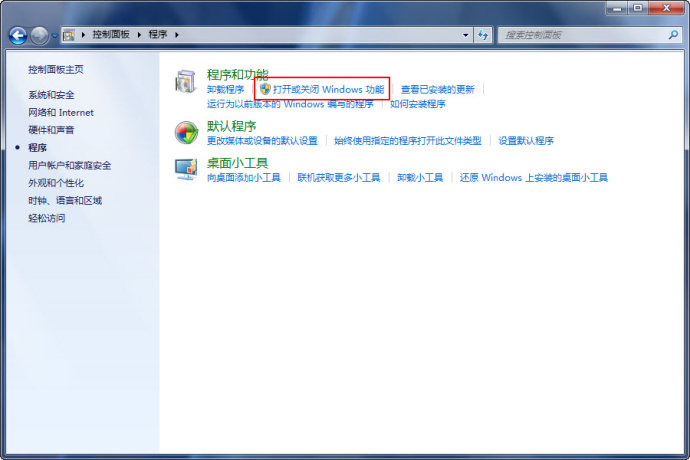 控制面板 程序
搜索控制面板
控制面板主页
系统和安全
网络和 Internet
硬件和声音
程序
用户帐户和家庭安全
外观和个性化
时钟、语言和区域
轻松访问
程序和功能
卸载程序 打开或关闭 Windows 功能 查看已安装的更新
运行为以前版本的 Windows 编写的程序 如何安装程序
默认程序
更改媒体或设备的默认设置 始终使用指定的程序打开此文件类型 设置默认程序
桌面小工具
向桌面添加小工具 联机获取更多小工具 卸载小工具 还原 Windows 上安装的桌面小工具